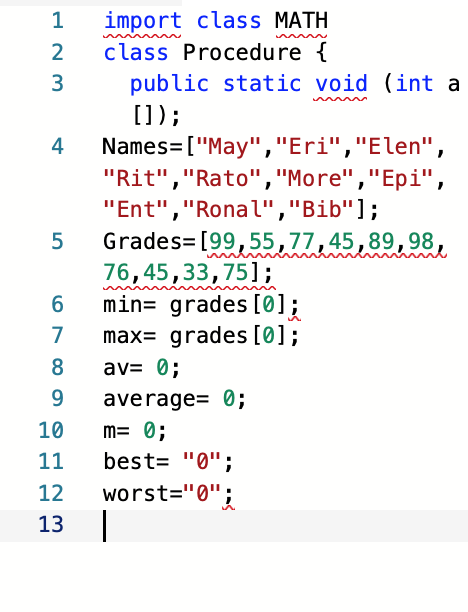 1 import class MATH
2 class Procedure {
3 public static void (int a
[]);
4 Names=["May","Eri","Elen",
"Rit","Rato","More","Epi",
"Ent","Ronal","Bib"];
5 Grades=[99,55,77,45,89,98,
76,45,33,75];
6 min= grades[0];
7 max= grades[0];
8 av= 0;
9 average= 0;
10 m= 0;
11 best= "0";
12 worst="0";
13